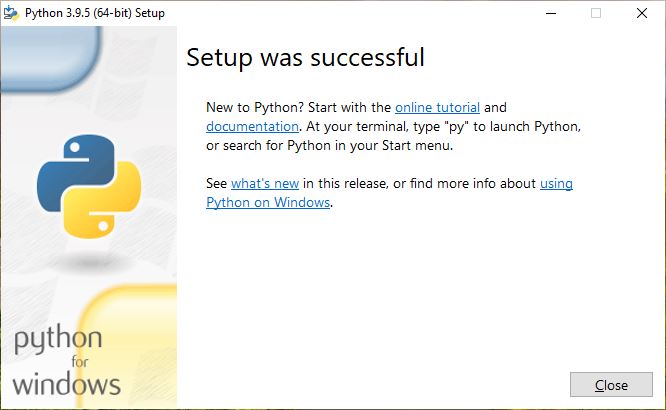 Python 3.9.5 (64-bit) Setup
Setup was successful
New to Python? Start with the online tutorial and
documentation. At your terminal, type "py" to launch Python,
or search for Python in your Start menu.
See what's new in this release, or find more info about using
Python on Windows.
python
for
windows
Close